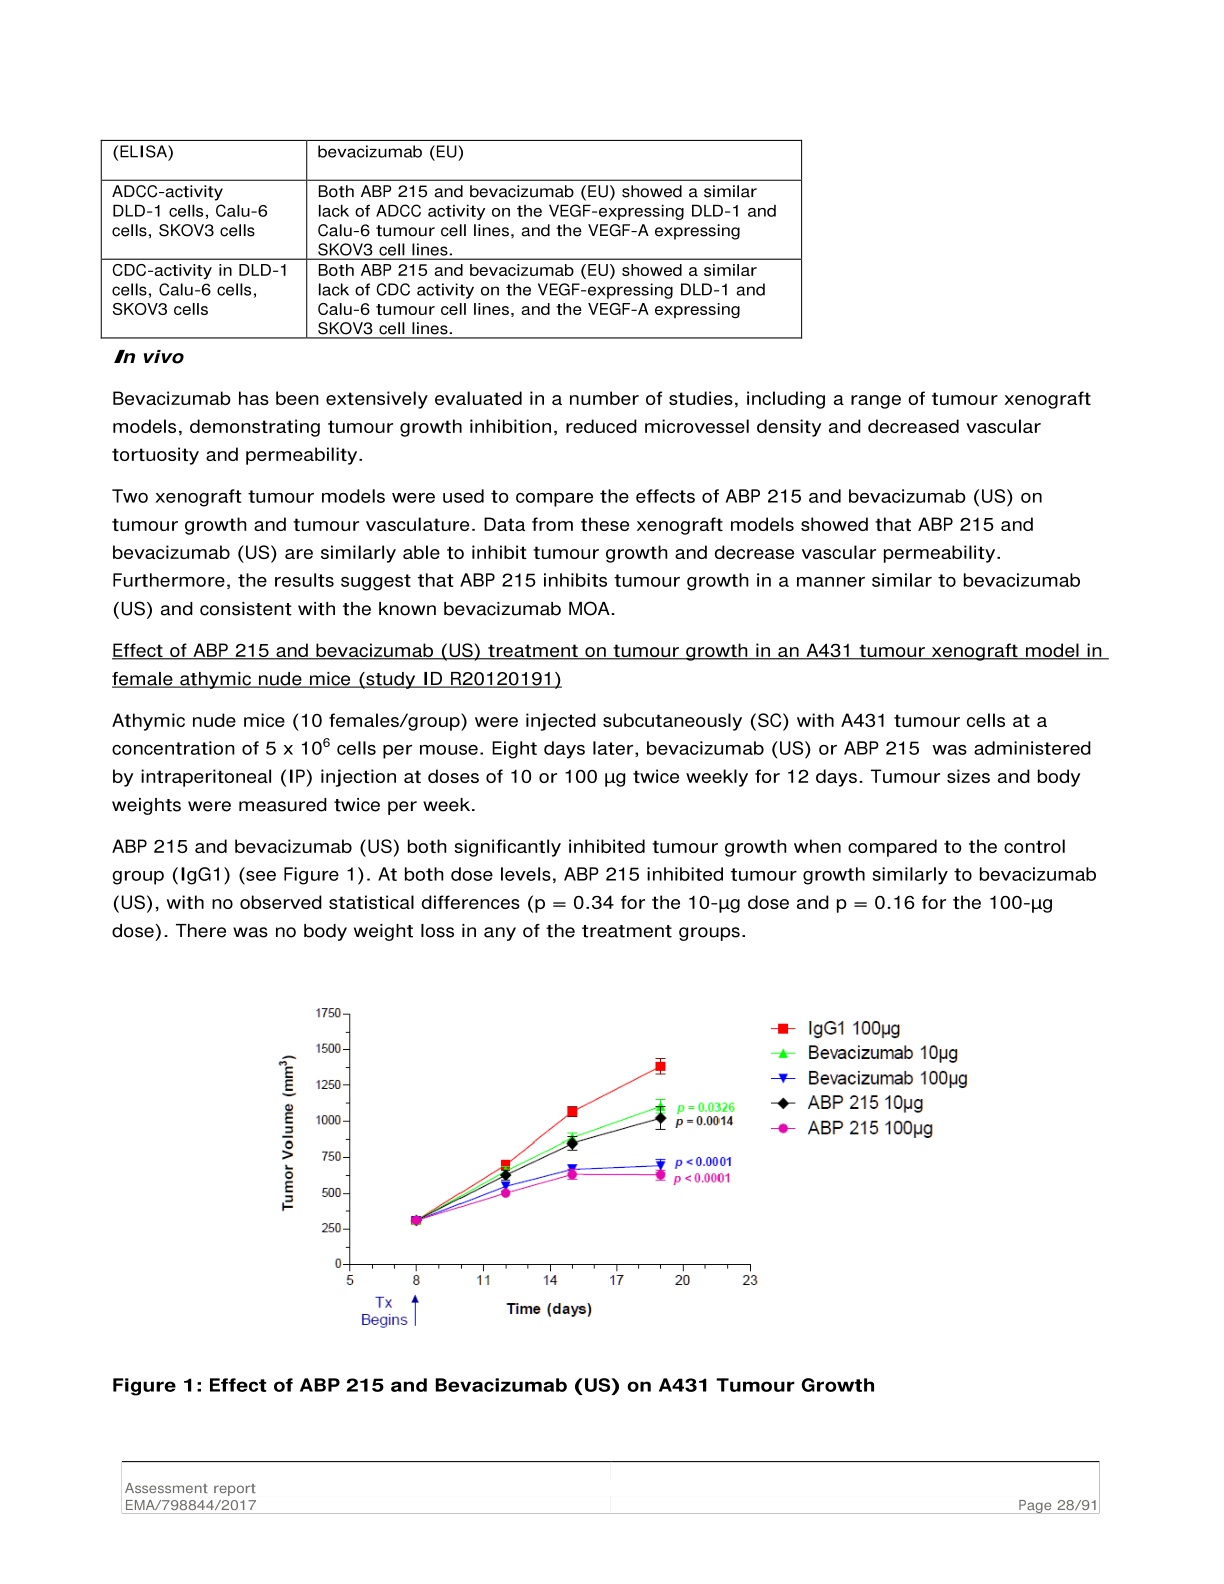 (ELISA)
bevacizumab (EU)
ADCC-activity
DLD-1 cells, Calu-6
cells, SKOV3 cells
Both ABP 215 and bevacizumab (EU) showed a similar
lack of ADCC activity on the VEGF-expressing DLD-1 and
Calu-6 tumour cell lines, and the VEGF-A expressing
SKOV3 cell lines.
CDC-activity in DLD-1
cells, Calu-6 cells,
SKOV3 cells
Both ABP 215 and bevacizumab (EU) showed a similar
lack of CDC activity on the VEGF-expressing DLD-1 and
Calu-6 tumour cell lines, and the VEGF-A expressing
SKOV3 cell lines.
In vivo
Bevacizumab has been extensively evaluated in a number of studies, including a range of tumour xenograft
models, demonstrating tumour growth inhibition, reduced microvessel density and decreased vascular
tortuosity and permeability.
Two xenograft tumour models were used to compare the effects of ABP 215 and bevacizumab (US) on
tumour growth and tumour vasculature. Data from these xenograft models showed that ABP 215 and
bevacizumab (US) are similarly able to inhibit tumour growth and decrease vascular permeability.
Furthermore, the results suggest that ABP 215 inhibits tumour growth in a manner similar to bevacizumab
(US) and consistent with the known bevacizumab MOA.
Effect of ABP 215 and bevacizumab (US) treatment on tumour growth in an A431 tumour xenograft model in
female athymic nude mice (study ID R20120191)
Athymic nude mice (10 females/group) were injected subcutaneously (SC) with A431 tumour cells at a
concentration of 5 x 10⁶ cells per mouse. Eight days later, bevacizumab (US) or ABP 215 was administered
by intraperitoneal (IP) injection at doses of 10 or 100 µg twice weekly for 12 days. Tumour sizes and body
weights were measured twice per week.
ABP 215 and bevacizumab (US) both significantly inhibited tumour growth when compared to the control
group (IgG1) (see Figure 1). At both dose levels, ABP 215 inhibited tumour growth similarly to bevacizumab
(US), with no observed statistical differences (p = 0.34 for the 10-µg dose and p = 0.16 for the 100-µg
dose). There was no body weight loss in any of the treatment groups.
Tumor Volume (mm³)
1750
1500
1250
1000
750
500
250
0
5 8 11 14 17 20 23
Time (days)
Tx
Begins
p = 0.0326
p = 0.0014
p < 0.0001
p < 0.0001
IgG1 100µg
Bevacizumab 10µg
Bevacizumab 100µg
ABP 215 10µg
ABP 215 100µg
Figure 1: Effect of ABP 215 and Bevacizumab (US) on A431 Tumour Growth
Assessment report
EMA/798844/2017
Page 28/91